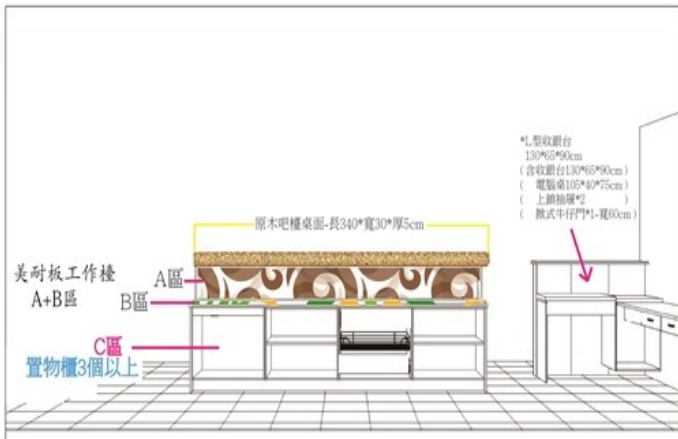 *L型收銀台
130*65*90cm
(含收銀台130*65*90cm)
( 電腦桌105*40*75cm)
( 上鎖抽屜*2 )
( 掀式牛仔門*1-寬60cm)
原木吧檯桌面-長340*寬30*厚5cm
美耐板工作檯
A+B區
A區
B區
C區
置物櫃3個以上